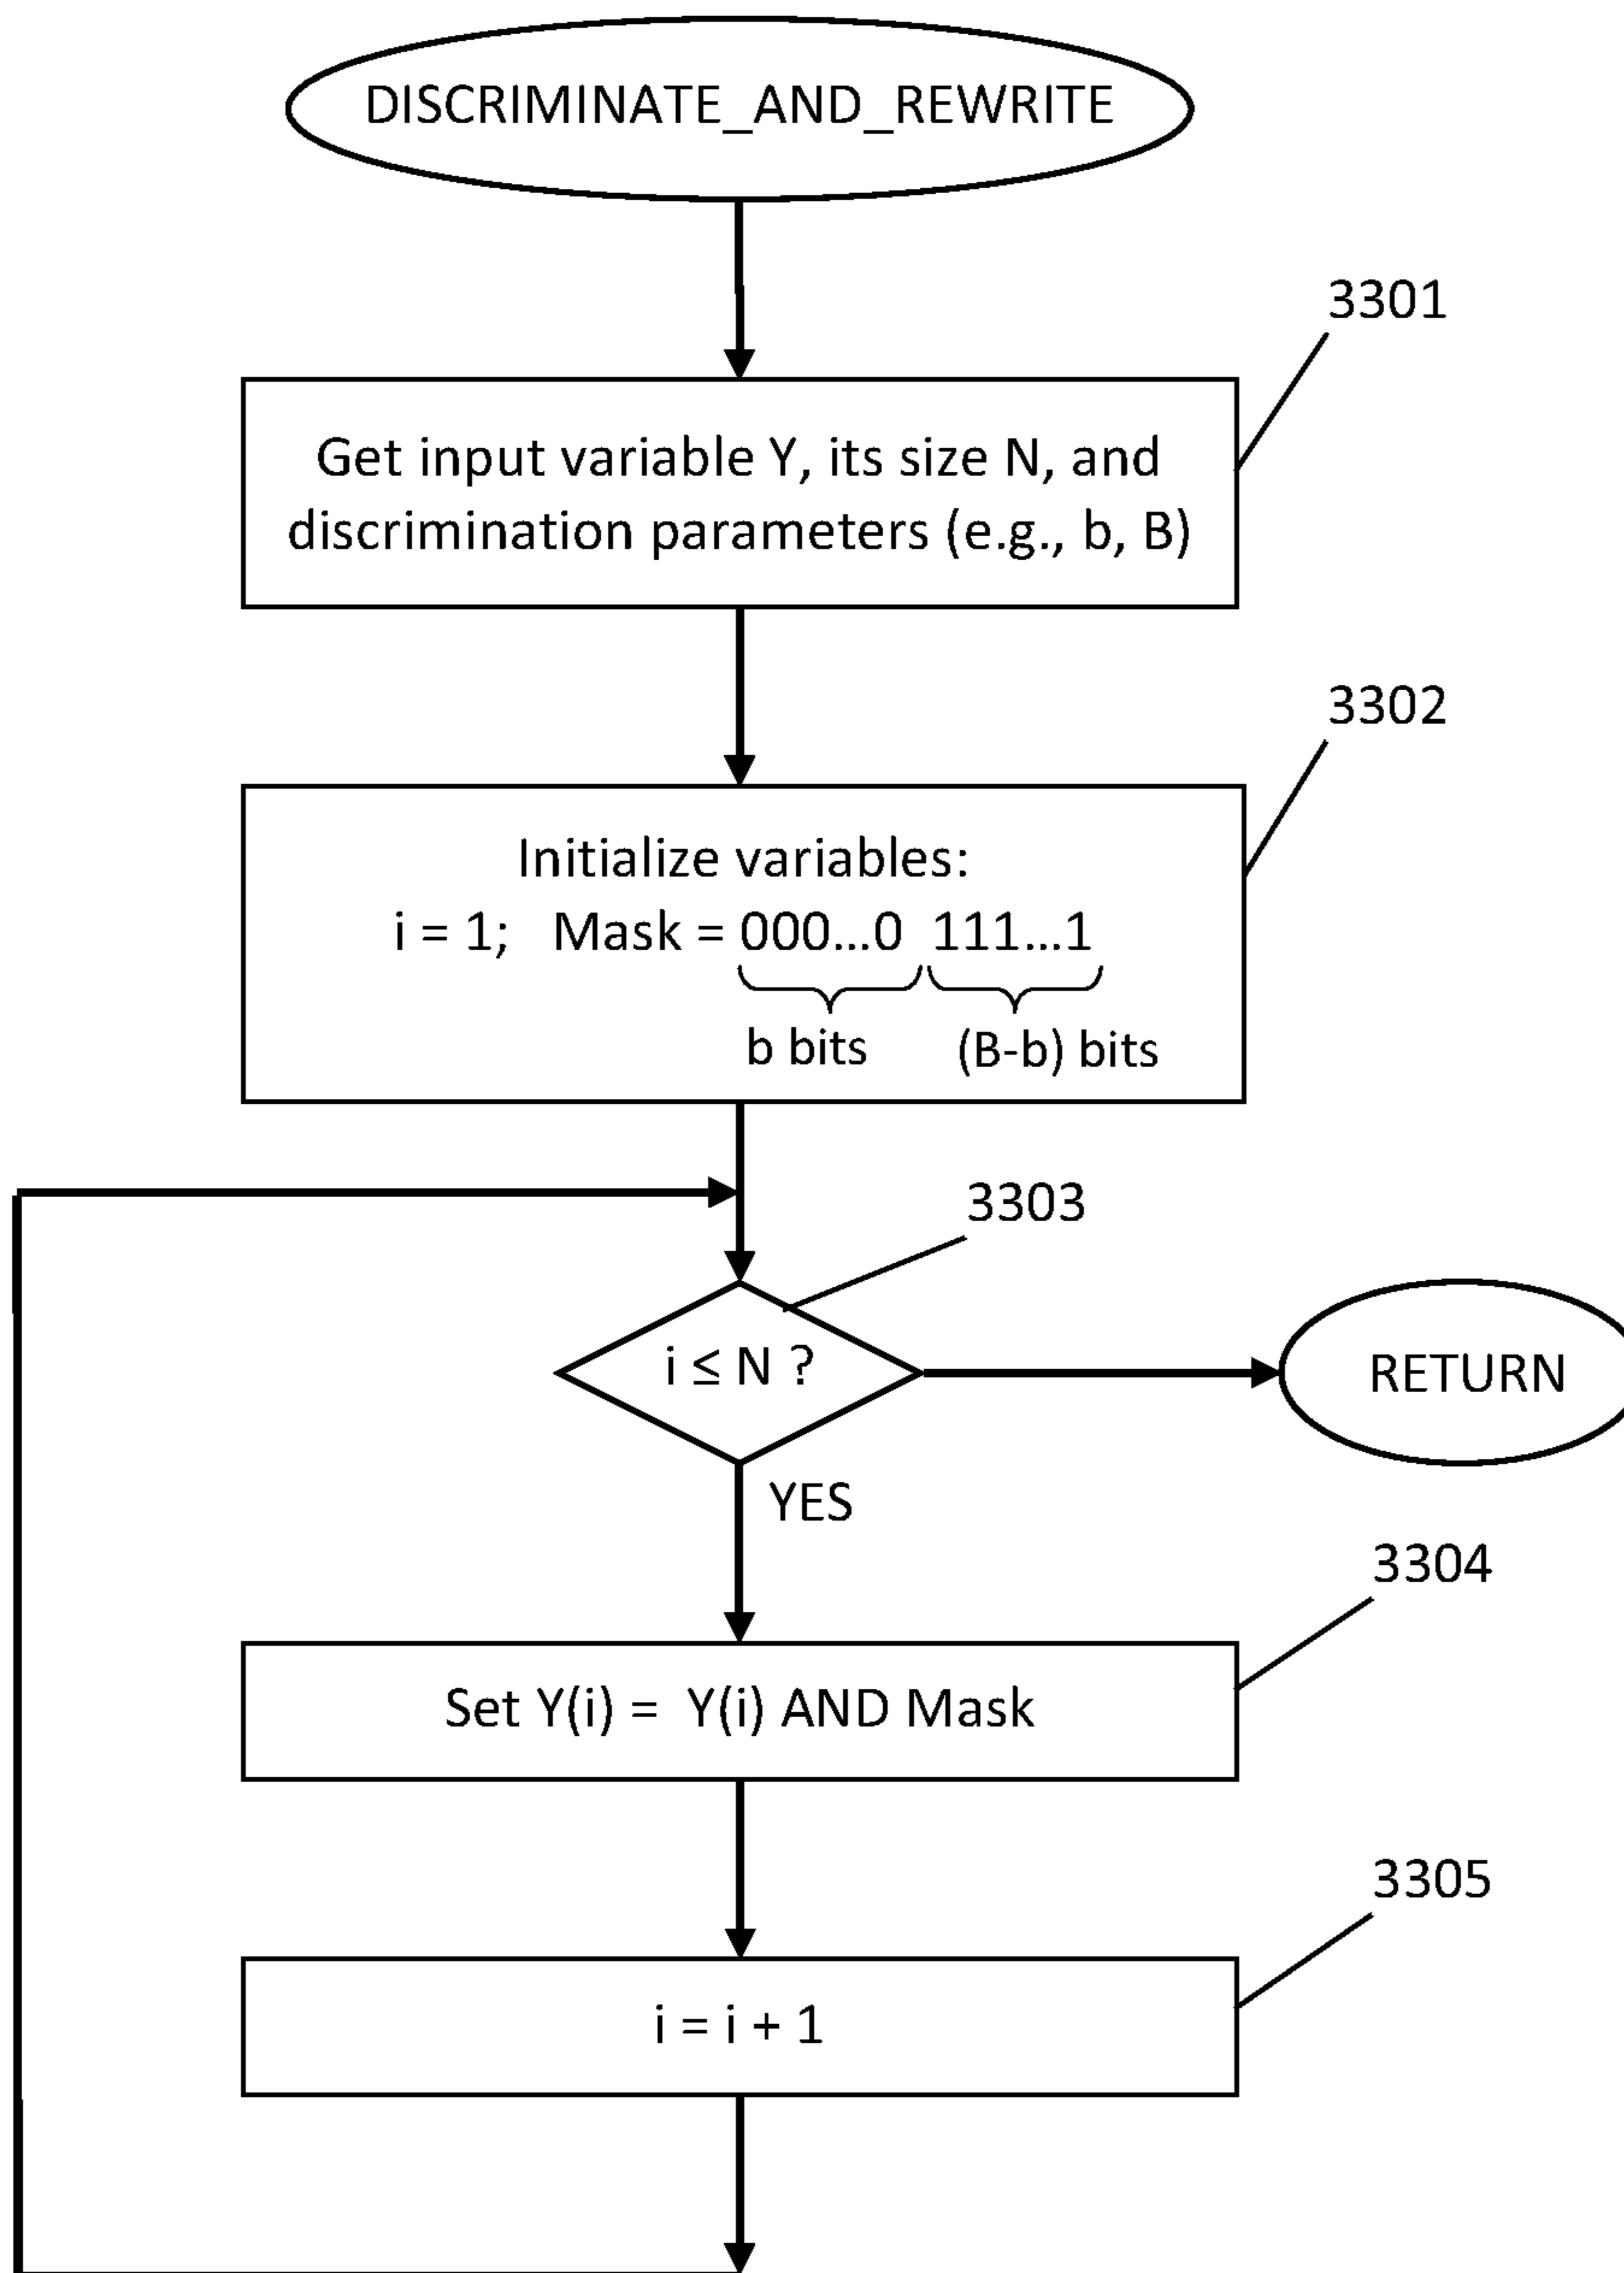 DISCRIMINATE_AND_REWRITE
3301
Get input variable Y, its size N, and
discrimination parameters (e.g., b, B)
3302
Initialize variables:
i = 1; Mask = 000...0 111...1
b bits (B-b) bits
3303
i ≤ N ?
RETURN
YES
3304
Set Y(i) = Y(i) AND Mask
3305
i = i + 1